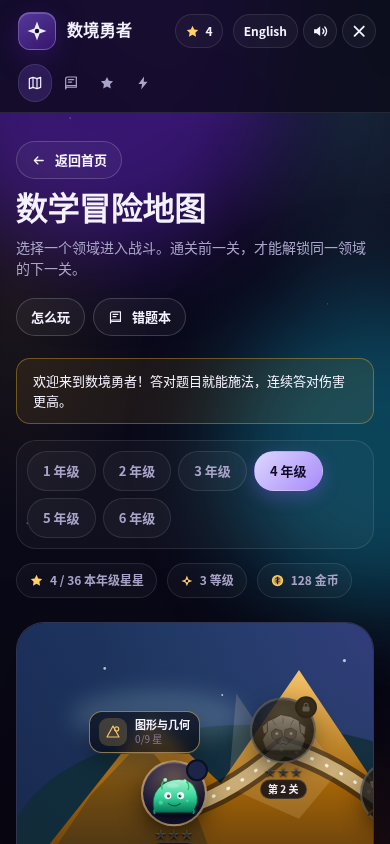 数境勇者
4
English
返回首页
数学冒险地图
选择一个领域进入战斗。通关前一关，才能解锁同一领域
的下一关。
怎么玩
错题本
欢迎来到数境勇者！答对题目就能施法，连续答对伤害
更高。
1 年级
2 年级
3 年级
4 年级
5 年级
6 年级
4 / 36 本年级星星
3 等级
128 金币
图形与几何
0/9 星
第 2 关